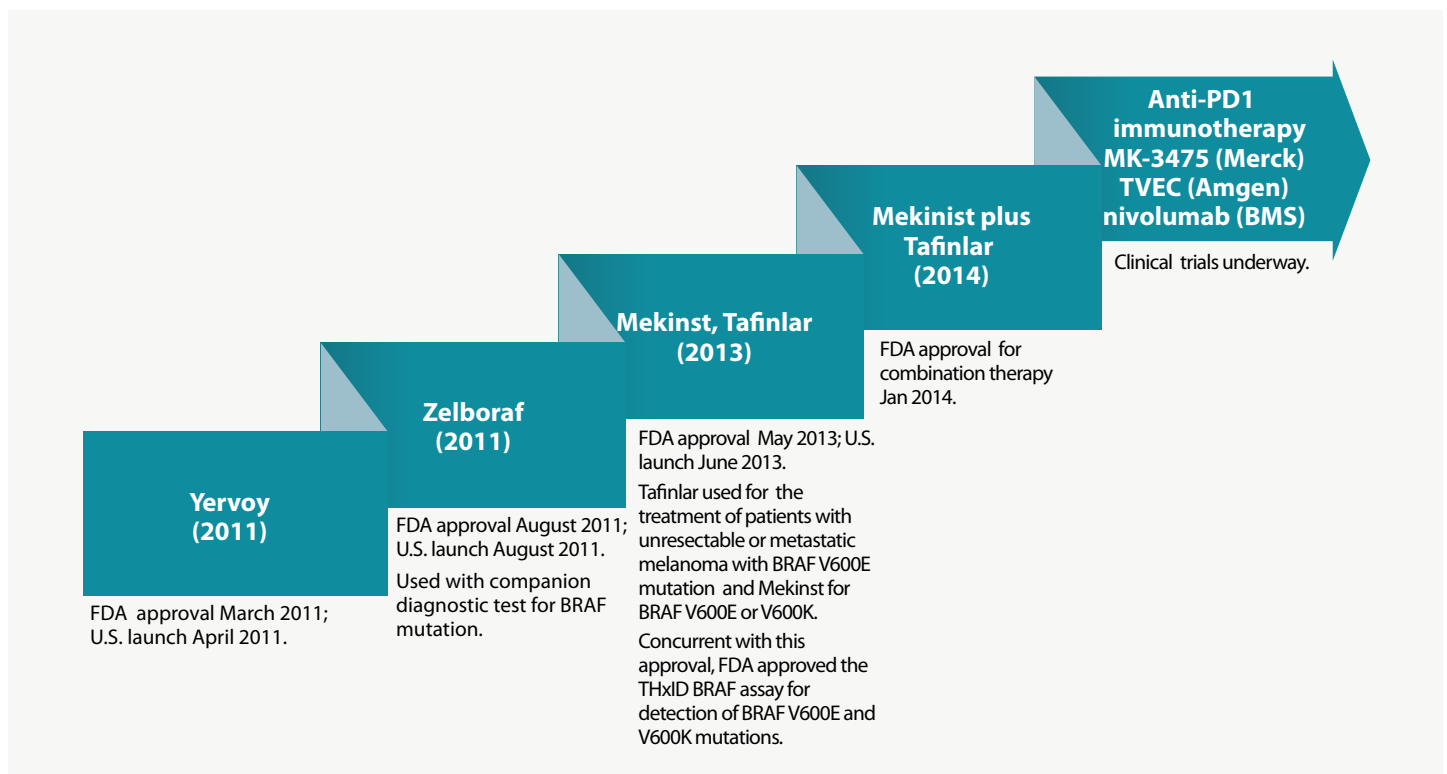 Yervoy
(2011)
FDA approval March 2011;
U.S. launch April 2011.
Zelboraf
(2011)
FDA approval August 2011;
U.S. launch August 2011.
Used with companion
diagnostic test for BRAF
mutation.
Mekinst, Tafinlar
(2013)
FDA approval May 2013; U.S.
launch June 2013.
Tafinlar used for the
treatment of patients with
unresectable or metastatic
melanoma with BRAF V600E
mutation and Mekinst for
BRAF V600E or V600K.
Concurrent with this
approval, FDA approved the
THxID BRAF assay for
detection of BRAF V600E and
V600K mutations.
Mekinist plus
Tafinlar
(2014)
FDA approval for
combination therapy
Jan 2014.
Anti-PD1
immunotherapy
MK-3475 (Merck)
TVEC (Amgen)
nivolumab (BMS)
Clinical trials underway.